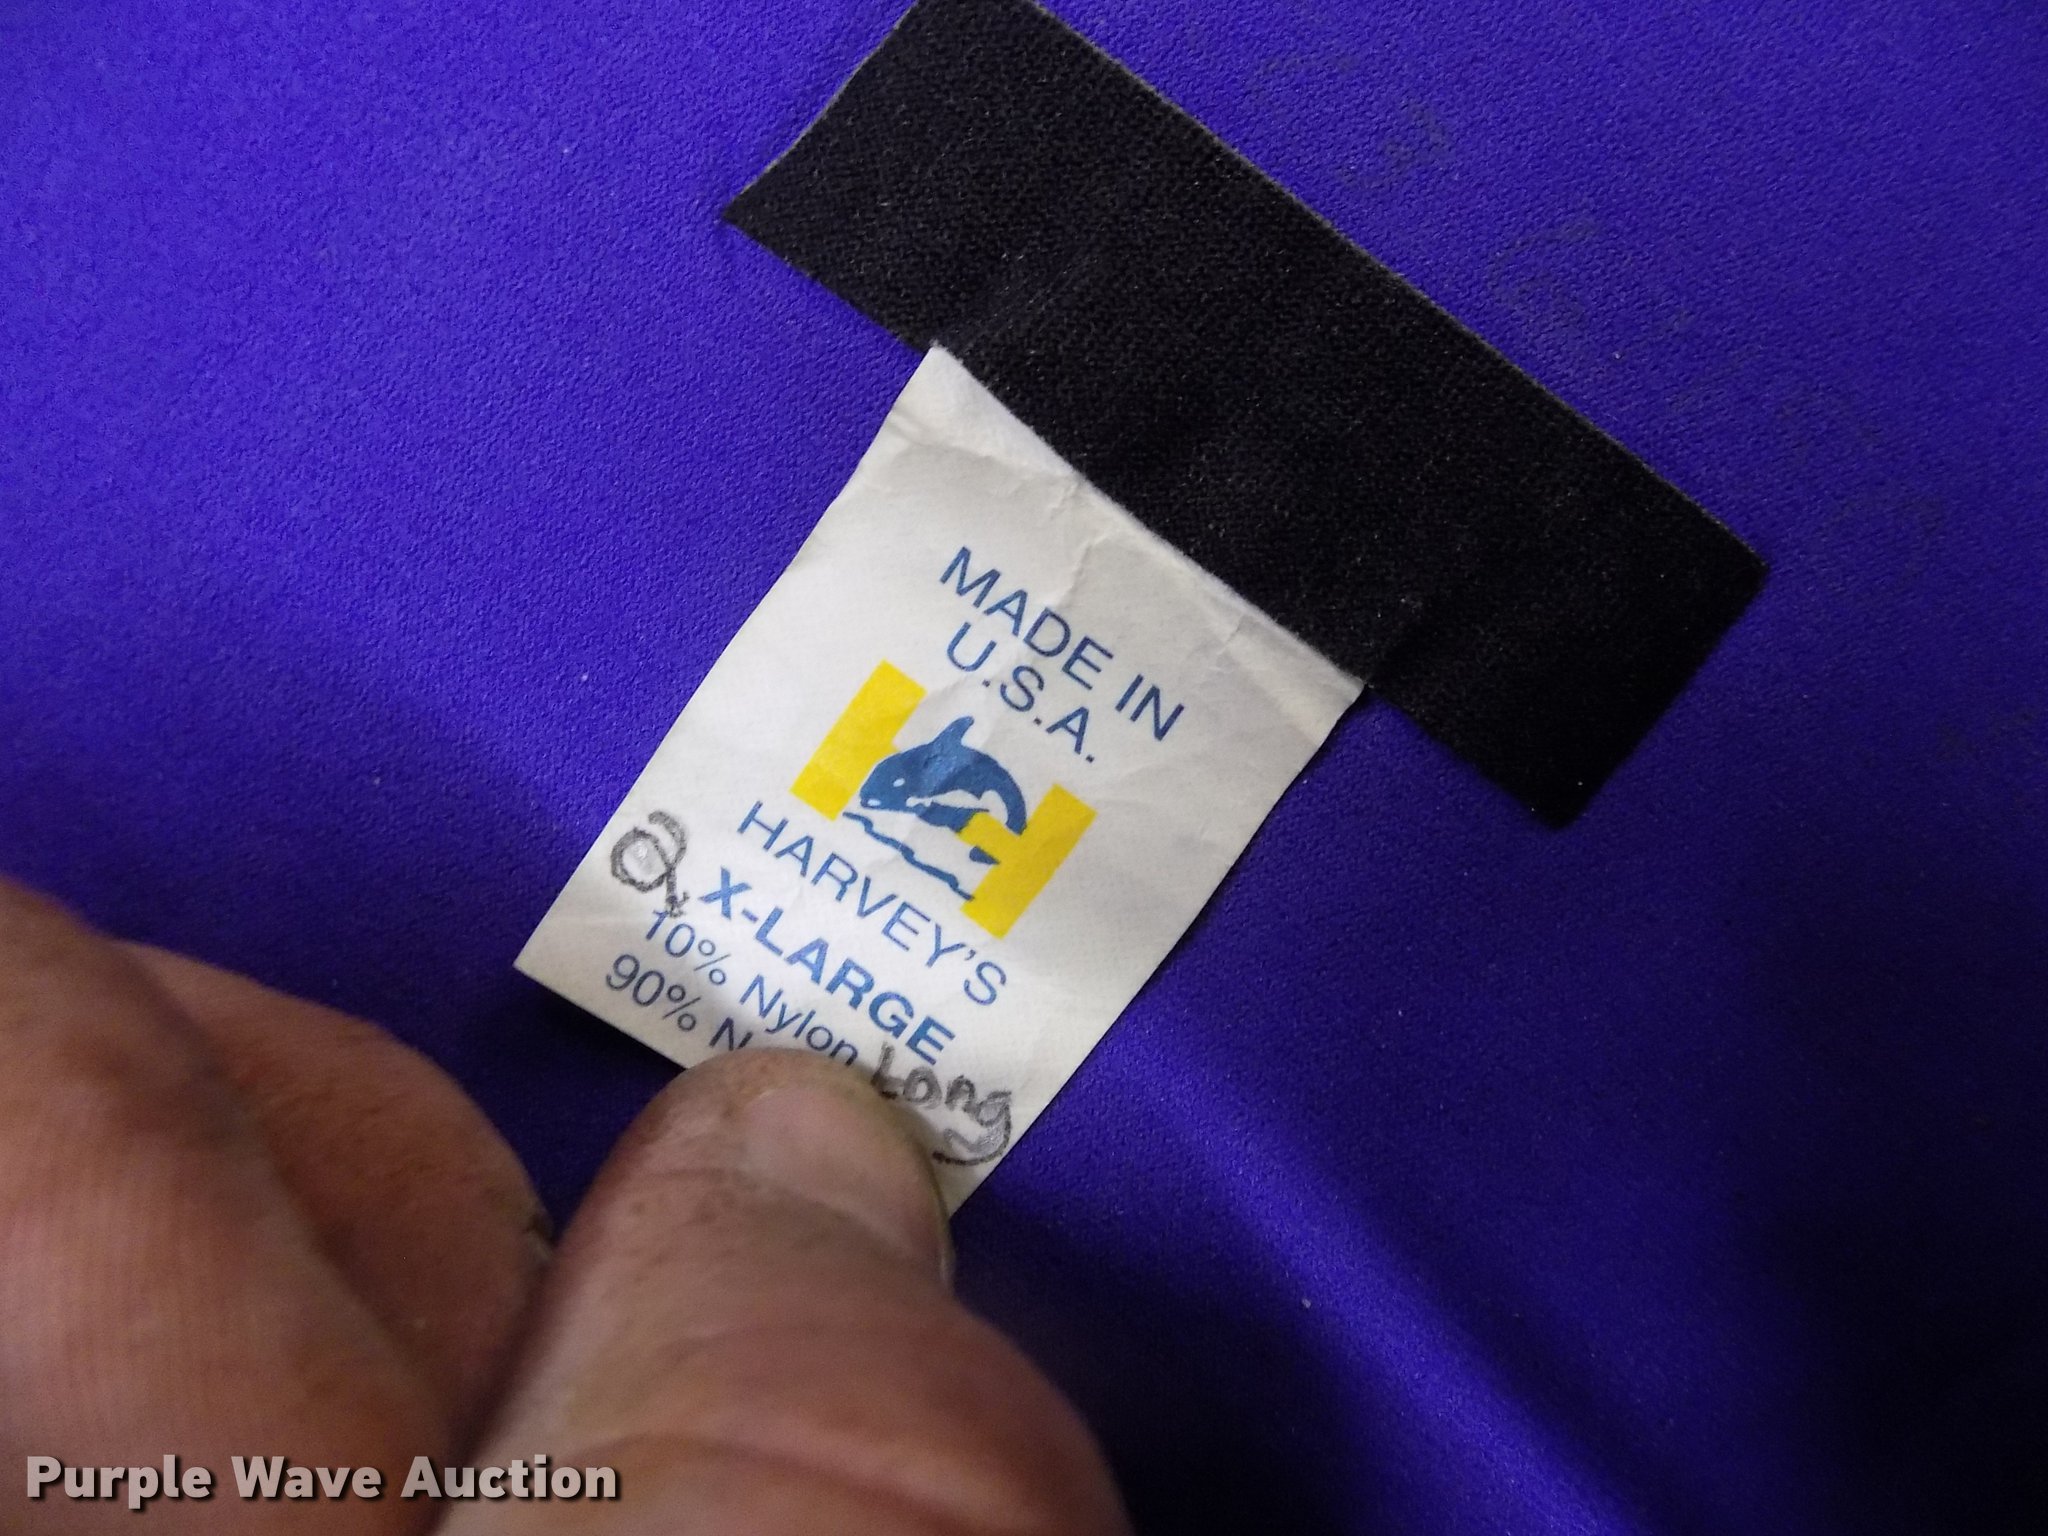 MADE IN
U.S.A.
HARVEY'S
X-LARGE
10% Nylon
90%
Long
Purple Wave Auction